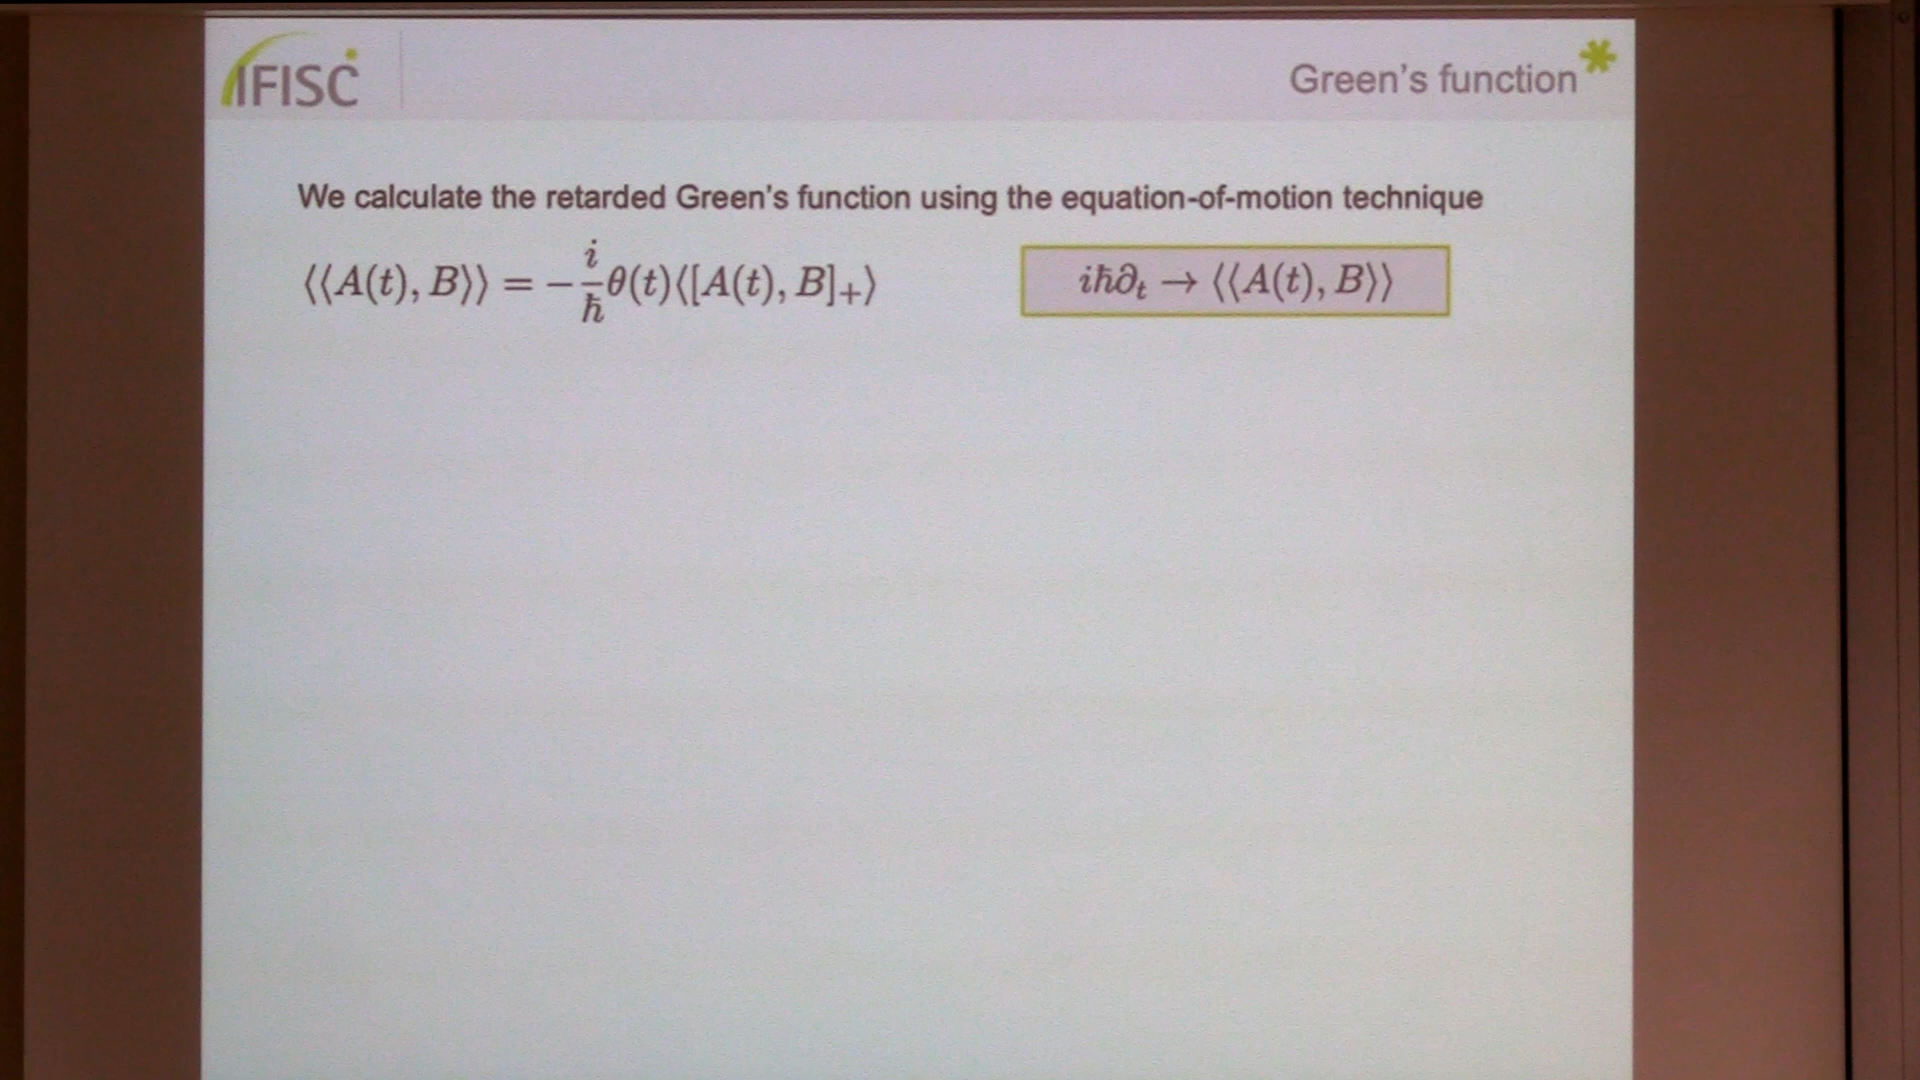 IFISC
Green's function*
We calculate the retarded Green's function using the equation-of-motion technique
⟨⟨A(t), B⟩⟩ = −i/ħ θ(t)⟨[A(t), B]₊⟩
iħ∂ₜ → ⟨⟨A(t), B⟩⟩